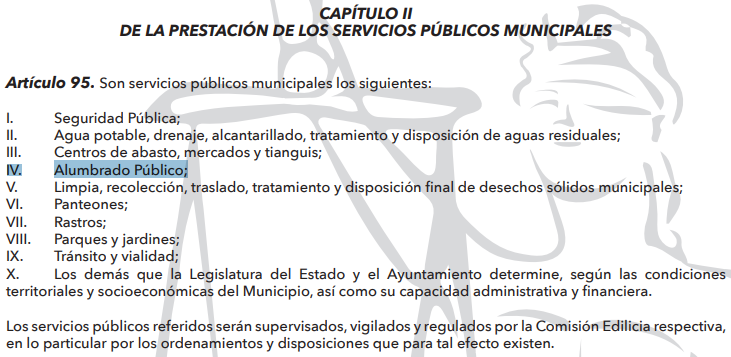 CAPÍTULO II
DE LA PRESTACIÓN DE LOS SERVICIOS PÚBLICOS MUNICIPALES
Artículo 95. Son servicios públicos municipales los siguientes:
I. Seguridad Pública;
II. Agua potable, drenaje, alcantarillado, tratamiento y disposición de aguas residuales;
III. Centros de abasto, mercados y tianguis;
IV. Alumbrado Público;
V. Limpia, recolección, traslado, tratamiento y disposición final de desechos sólidos municipales;
VI. Panteones;
VII. Rastros;
VIII. Parques y jardines;
IX. Tránsito y vialidad;
X. Los demás que la Legislatura del Estado y el Ayuntamiento determine, según las condiciones
territoriales y socioeconómicas del Municipio, así como su capacidad administrativa y financiera.
Los servicios públicos referidos serán supervisados, vigilados y regulados por la Comisión Edilicia respectiva,
en lo particular por los ordenamientos y disposiciones que para tal efecto existen.